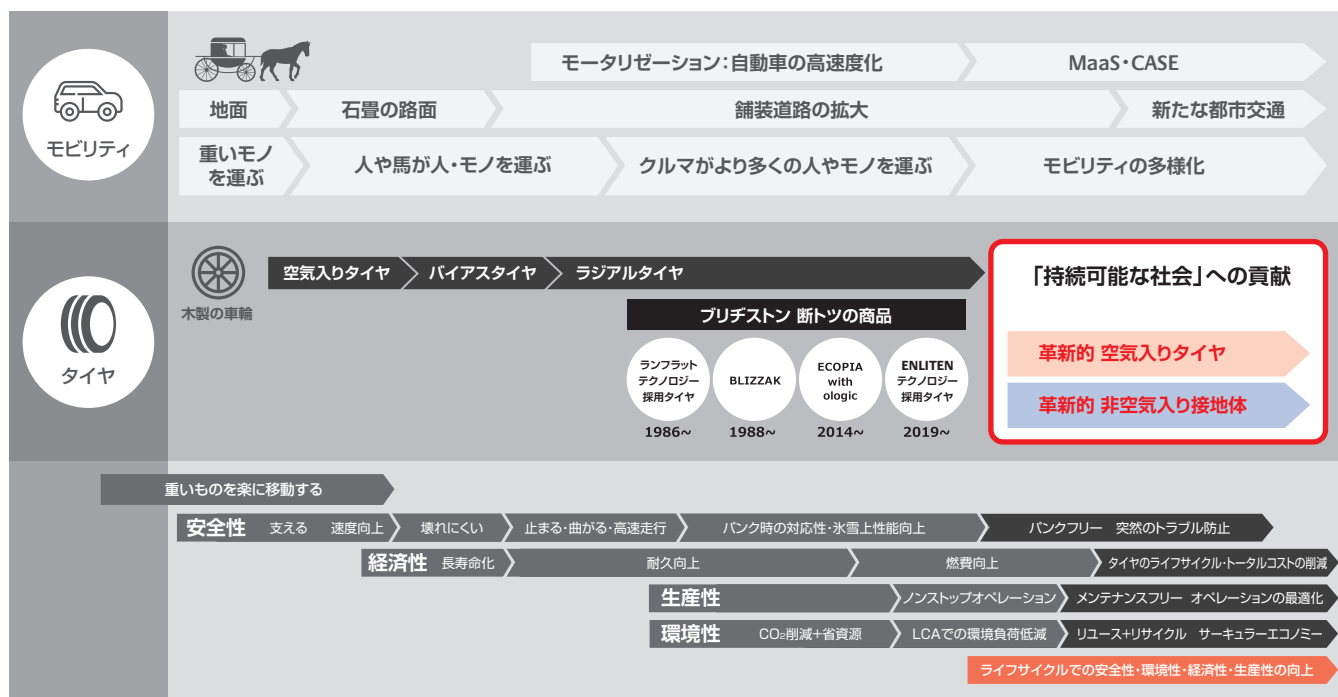 モータリゼーション:自動車の高速度化
MaaS・CASE
地面
石畳の路面
舗装道路の拡大
新たな都市交通
モビリティ
重いモノ
を運ぶ
人や馬が人・モノを運ぶ
クルマがより多くの人やモノを運ぶ
モビリティの多様化
木製の車輪
空気入りタイヤ
バイアスタイヤ
ラジアルタイヤ
タイヤ
ブリヂストン 断トツの商品
ランフラット
テクノロジー
採用タイヤ
1986~
BLIZZAK
1988~
ECOPIA
with
ologic
2014~
ENLITEN
テクノロジー
採用タイヤ
2019~
「持続可能な社会」への貢献
革新的 空気入りタイヤ
革新的 非空気入り接地体
重いものを楽に移動する
安全性 支える 速度向上
壊れにくい
止まる・曲がる・高速走行
パンク時の対応性・氷雪上性能向上
パンクフリー 突然のトラブル防止
経済性 長寿命化
耐久向上
燃費向上
タイヤのライフサイクル・トータルコストの削減
生産性
ノンストップオペレーション
メンテナンスフリー オペレーションの最適化
環境性 CO₂削減+省資源
LCAでの環境負荷低減
リユース+リサイクル サーキュラーエコノミー
ライフサイクルでの安全性・環境性・経済性・生産性の向上